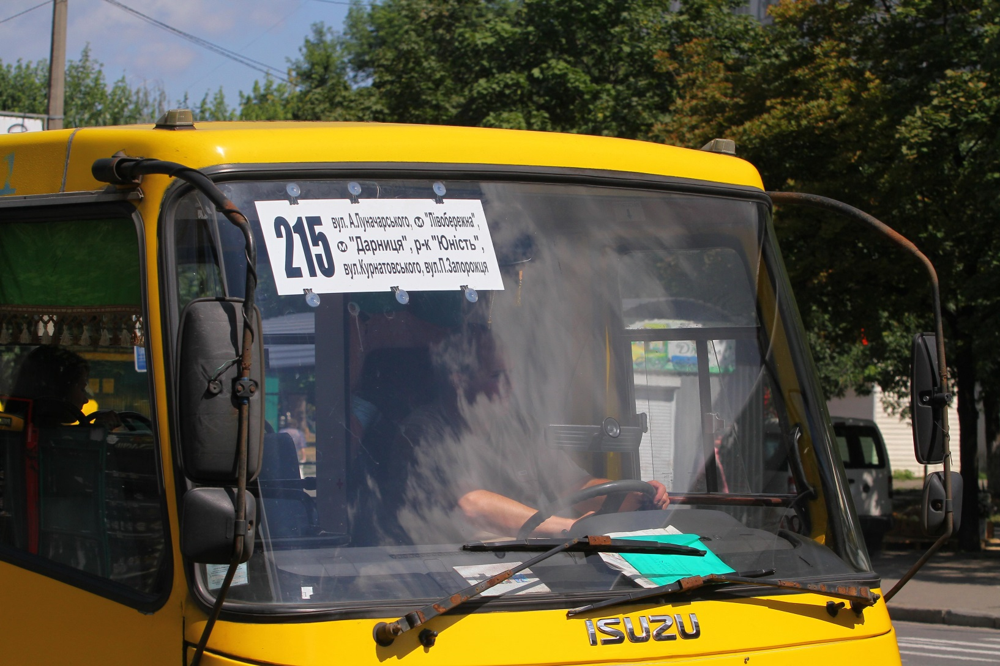 215
вул. А.Луначарського, М "Лівобережна",
М "Дарниця", р-к "Юність",
вул.Курнатовського, вул.П.Запорожця
ISUZU